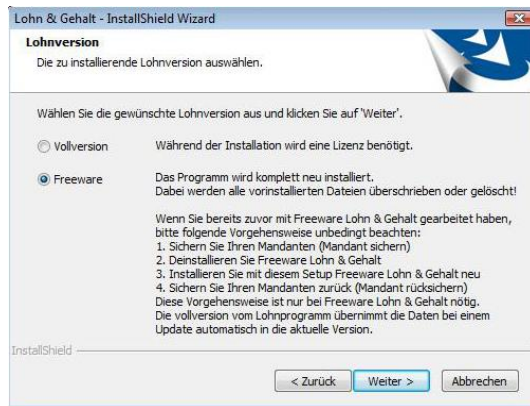 Lohn & Gehalt - InstallShield Wizard
Lohnversion
Die zu installierende Lohnversion auswählen.
Wählen Sie die gewünschte Lohnversion aus und klicken Sie auf 'Weiter'.
Vollversion Während der Installation wird eine Lizenz benötigt.
Freeware Das Programm wird komplett neu installiert.
Dabei werden alle vorinstallierten Dateien überschrieben oder gelöscht!
Wenn Sie bereits zuvor mit Freeware Lohn & Gehalt gearbeitet haben,
bitte folgende Vorgehensweise unbedingt beachten:
1. Sichern Sie Ihren Mandanten (Mandant sichern)
2. Deinstallieren Sie Freeware Lohn & Gehalt
3. Installieren Sie mit diesem Setup Freeware Lohn & Gehalt neu
4. Sichern Sie Ihren Mandanten zurück (Mandant rücksichern)
Diese Vorgehensweise ist nur bei Freeware Lohn & Gehalt nötig.
Die vollversion vom Lohnprogramm übernimmt die Daten bei einem
Update automatisch in die aktuelle Version.
InstallShield
< Zurück Weiter > Abbrechen